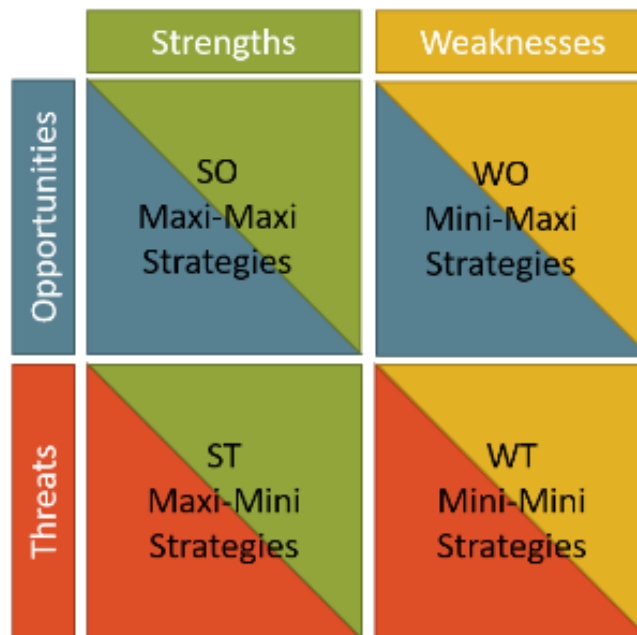 Strengths
Weaknesses
Opportunities
SO
Maxi-Maxi
Strategies
WO
Mini-Maxi
Strategies
Threats
ST
Maxi-Mini
Strategies
WT
Mini-Mini
Strategies